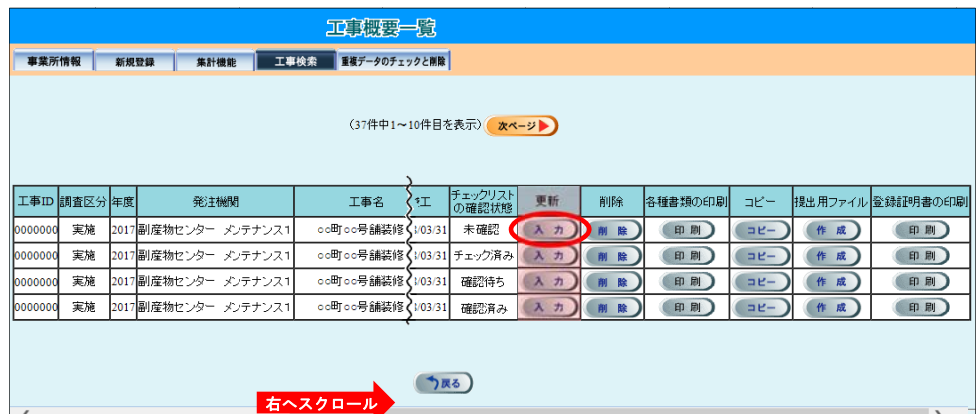 工事概要一覧
事業所情報 新規登録 集計機能 工事検索 重複データのチェックと削除
（37件中1～10件目を表示） 次ページ
工事ID 調査区分 年度 発注機関 工事名 工 チェックリストの確認状態 更新 削除 各種書類の印刷 コピー 提出用ファイル 登録証明書の印刷
0000000 実施 2017 副産物センター メンテナンス1 ○○町○○号舗装修 /03/31 未確認 入力 削除 印刷 コピー 作成 印刷
0000000 実施 2017 副産物センター メンテナンス1 ○○町○○号舗装修 /03/31 チェック済み 入力 削除 印刷 コピー 作成 印刷
0000000 実施 2017 副産物センター メンテナンス1 ○○町○○号舗装修 /03/31 確認待ち 入力 削除 印刷 コピー 作成 印刷
0000000 実施 2017 副産物センター メンテナンス1 ○○町○○号舗装修 /03/31 確認済み 入力 削除 印刷 コピー 作成 印刷
戻る
右へスクロール